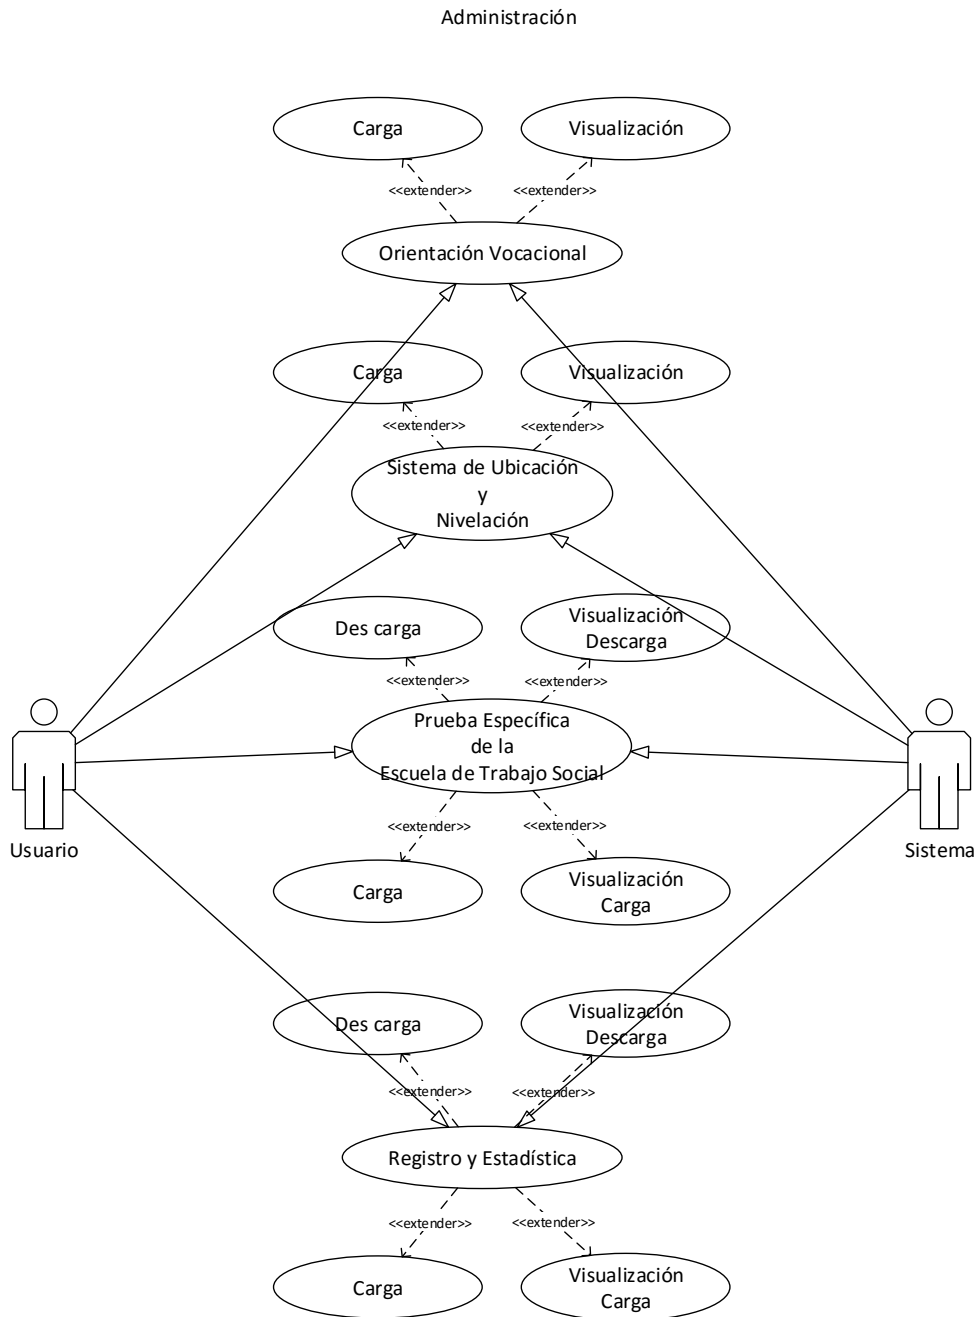 Administración
Carga
Visualización
<<extender>>
<<extender>>
Orientación Vocacional
Carga
Visualización
<<extender>>
<<extender>>
Sistema de Ubicación
y
Nivelación
Des carga
Visualización
Descarga
<<extender>>
<<extender>>
Prueba Específica
de la
Escuela de Trabajo Social
Usuario
Sistema
<<extender>>
<<extender>>
Carga
Visualización
Carga
Des carga
Visualización
Descarga
<<extender>>
<<extender>>
Registro y Estadística
<<extender>>
<<extender>>
Carga
Visualización
Carga